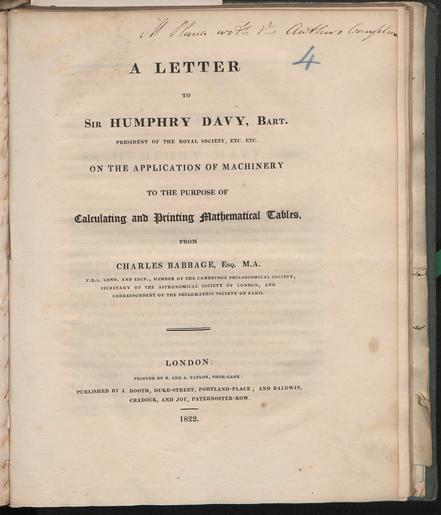 Mr Plana with the Authors Complim
4
A LETTER
TO
SIR HUMPHRY DAVY, BART.
PRESIDENT OF THE ROYAL SOCIETY, ETC. ETC.
ON THE APPLICATION OF MACHINERY
TO THE PURPOSE OF
Calculating and Printing Mathematical Tables,
FROM
CHARLES BABBAGE, ESQ. M.A.
F.R.S. LOND. AND EDIN., MEMBER OF THE CAMBRIDGE PHILOSOPHICAL SOCIETY,
SECRETARY OF THE ASTRONOMICAL SOCIETY OF LONDON, AND
CORRESPONDENT OF THE PHILOMATHIC SOCIETY OF PARIS.
LONDON:
PRINTED BY R. AND A. TAYLOR, SHOE-LANE:
PUBLISHED BY J. BOOTH, DUKE-STREET, PORTLAND-PLACE; AND BALDWIN,
CRADOCK, AND JOY, PATERNOSTER-ROW.
1822.